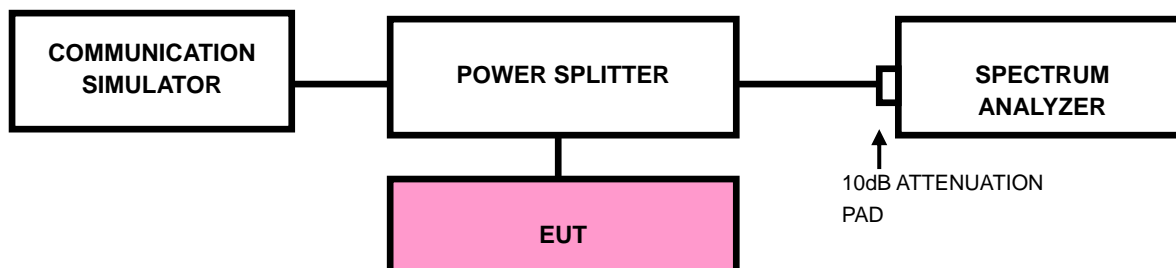 COMMUNICATION
SIMULATOR
POWER SPLITTER
SPECTRUM
ANALYZER
10dB ATTENUATION
PAD
EUT